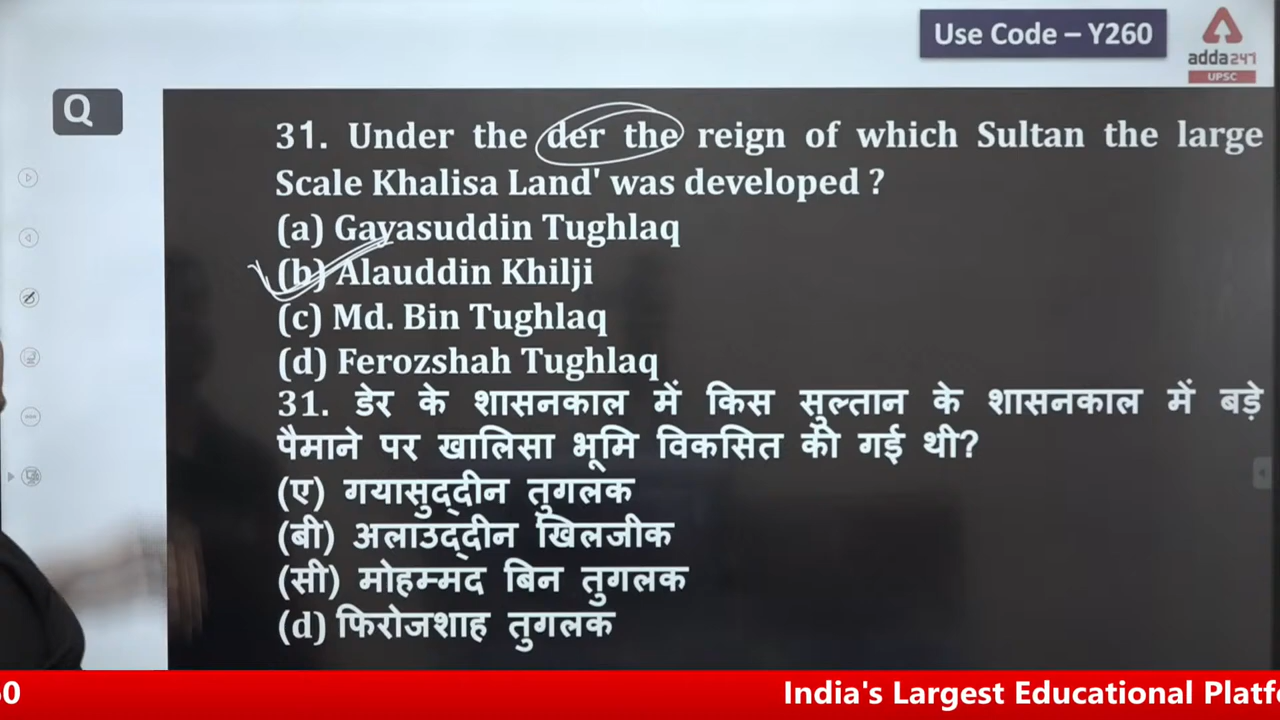 Use Code – Y260
adda247
UPSC
Q
31. Under the der the reign of which Sultan the large
Scale Khalisa Land' was developed ?
(a) Gayasuddin Tughlaq
(b) Alauddin Khilji
(c) Md. Bin Tughlaq
(d) Ferozshah Tughlaq
31. डेर के शासनकाल में किस सुल्तान के शासनकाल में बड़े
पैमाने पर खालिसा भूमि विकसित की गई थी?
(ए) गयासुद्दीन तुगलक
(बी) अलाउद्दीन खिलजीक
(सी) मोहम्मद बिन तुगलक
(d) फिरोजशाह तुगलक
India's Largest Educational